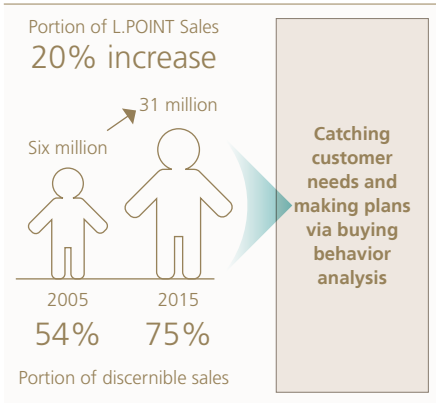 Portion of L.POINT Sales
20% increase
31 million
Six million
2005 2015
54% 75%
Portion of discernible sales
Catching
customer
needs and
making plans
via buying
behavior
analysis